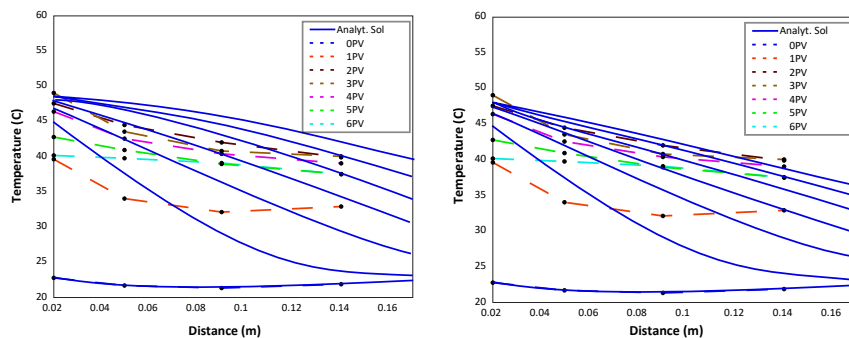 60
55
50
45
40
35
30
25
20
Temperature (C)
0.02 0.04 0.06 0.08 0.1 0.12 0.14 0.16
Distance (m)
Analyt. Sol
0PV
1PV
2PV
3PV
4PV
5PV
6PV
60
55
50
45
40
35
30
25
20
Temperature (C)
0.02 0.04 0.06 0.08 0.1 0.12 0.14 0.16
Distance (m)
Analyt. Sol
0PV
1PV
2PV
3PV
4PV
5PV
6PV